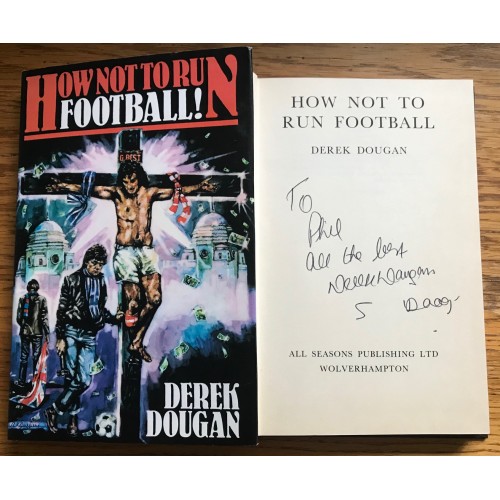 HOW NOT TO RUN
FOOTBALL!
G. BEST
DEREK
DOUGAN
HOW NOT TO
RUN FOOTBALL
DEREK DOUGAN
To
Phil
all the best
Derek Dougan
ALL SEASONS PUBLISHING LTD
WOLVERHAMPTON